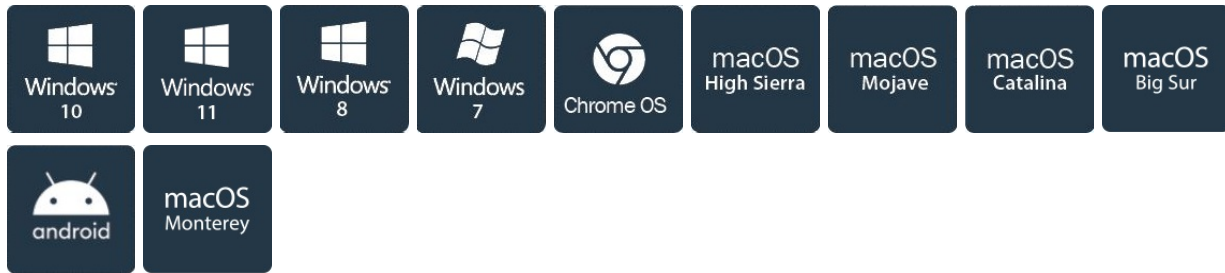 Windows
10
Windows
11
Windows
8
Windows
7
Chrome OS
macOS
High Sierra
macOS
Mojave
macOS
Catalina
macOS
Big Sur
android
macOS
Monterey